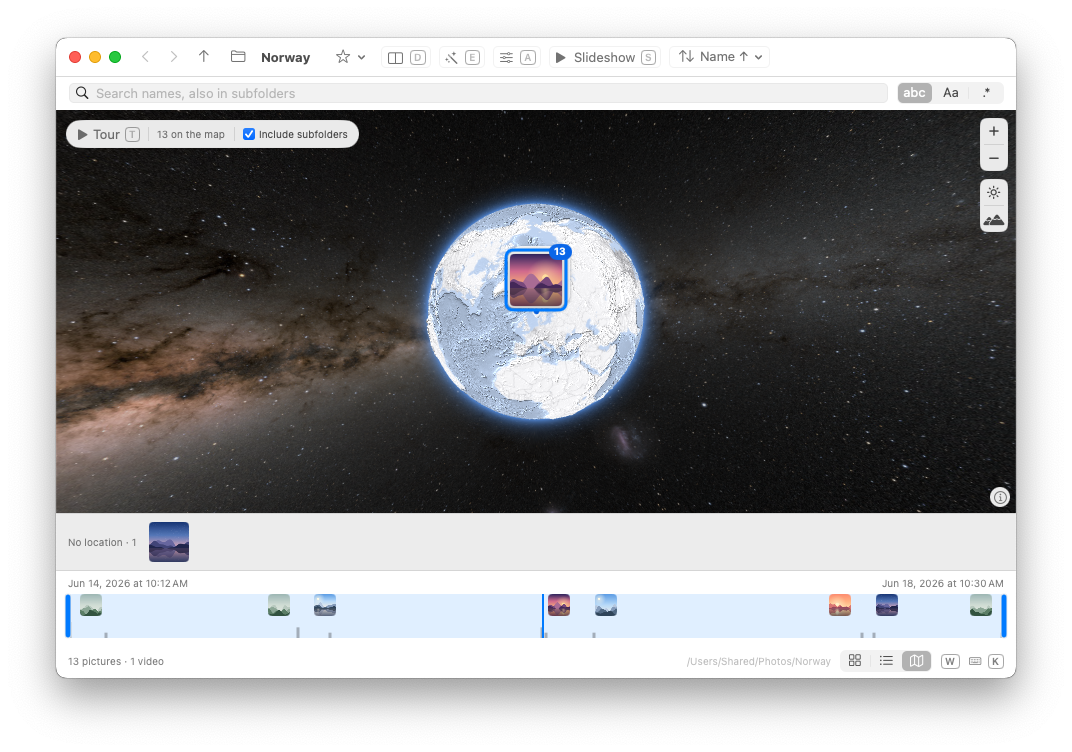 Norway
D
E
A
Slideshow S
Name
Search names, also in subfolders
abc Aa .*
Tour T 13 on the map Include subfolders
13
No location · 1
Jun 14, 2026 at 10:12 AM
Jun 18, 2026 at 10:30 AM
13 pictures · 1 video
/Users/Shared/Photos/Norway
W
K